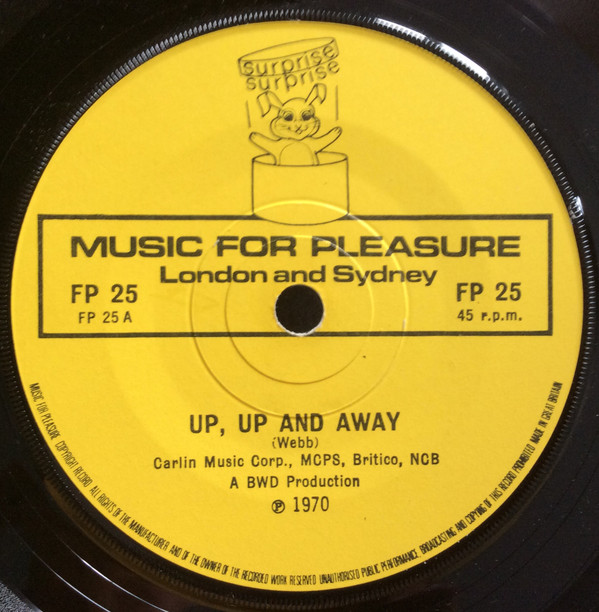 surprise
surprise
MUSIC FOR PLEASURE
London and Sydney
FP 25
FP 25 A
FP 25
45 r.p.m.
UP, UP AND AWAY
(Webb)
Carlin Music Corp., MCPS, Britico, NCB
A BWD Production
℗ 1970
MUSIC FOR PLEASURE COPYRIGHT RECORD ALL RIGHTS OF THE MANUFACTURER AND OF THE OWNER OF THE RECORDED WORK RESERVED UNAUTHORISED PUBLIC PERFORMANCE BROADCASTING AND COPYING OF THIS RECORD PROHIBITED MADE IN GREAT BRITAIN